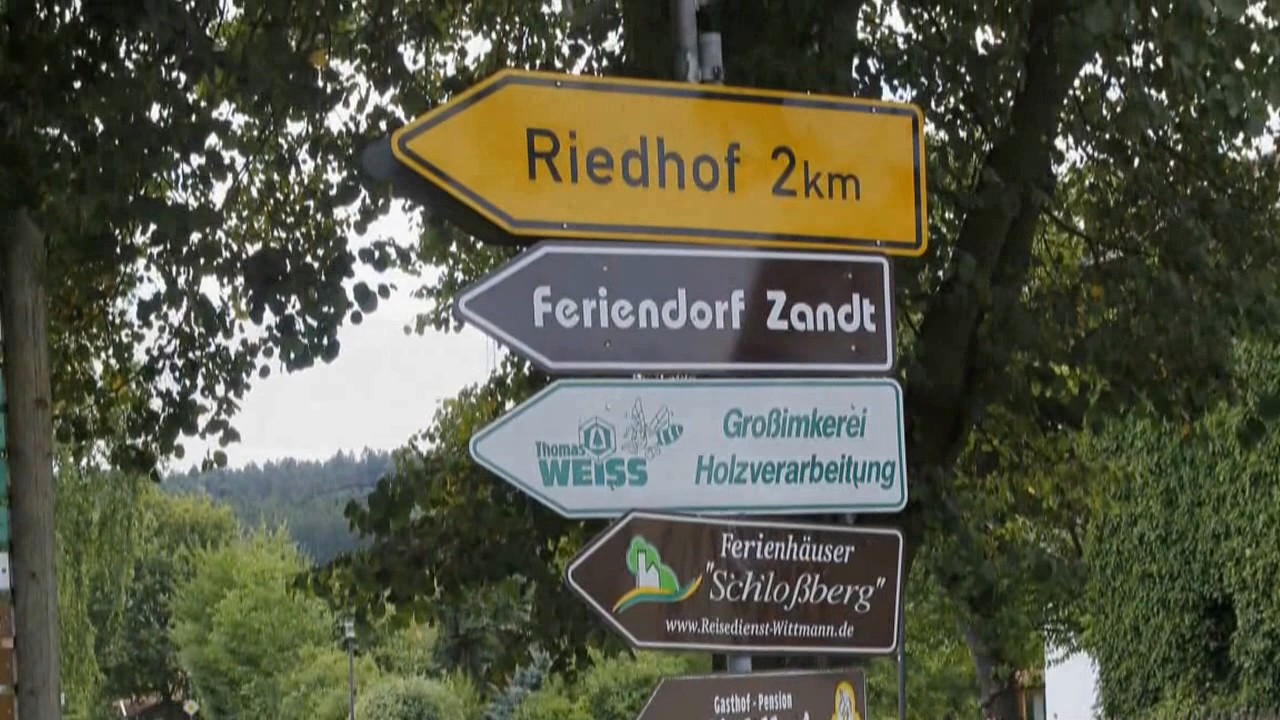 Riedhof 2km
Feriendorf Zandt
Thomas
WEISS
Großimkerei
Holzverarbeitung
Ferienhäuser
"Schloßberg"
www.Reisedienst-Wittmann.de
Gasthof - Pension